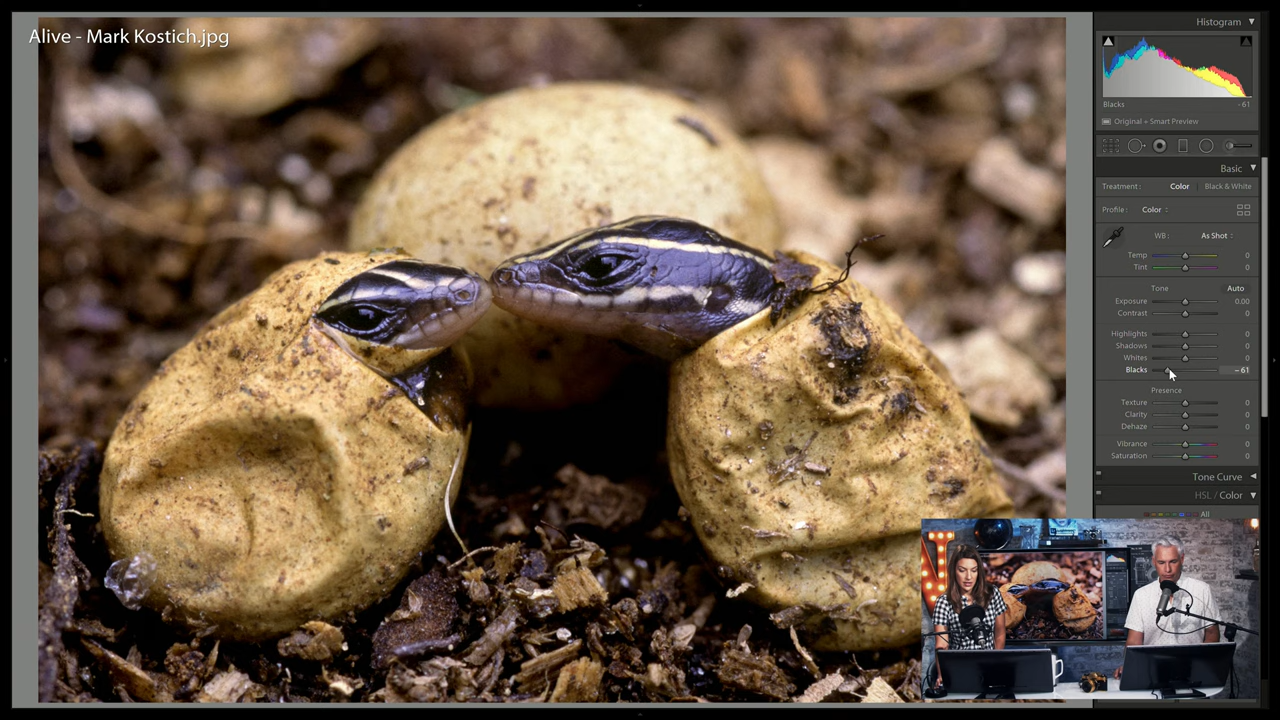 Alive - Mark Kostich.jpg
Histogram
Blacks -61
Original + Smart Preview
Basic
Treatment: Color Black & White
Profile: Color
WB: As Shot
Temp 0
Tint 0
Tone Auto
Exposure 0.00
Contrast 0
Highlights 0
Shadows 0
Whites 0
Blacks -61
Presence
Texture 0
Clarity 0
Dehaze 0
Vibrance 0
Saturation 0
Tone Curve
HSL / Color
All
N